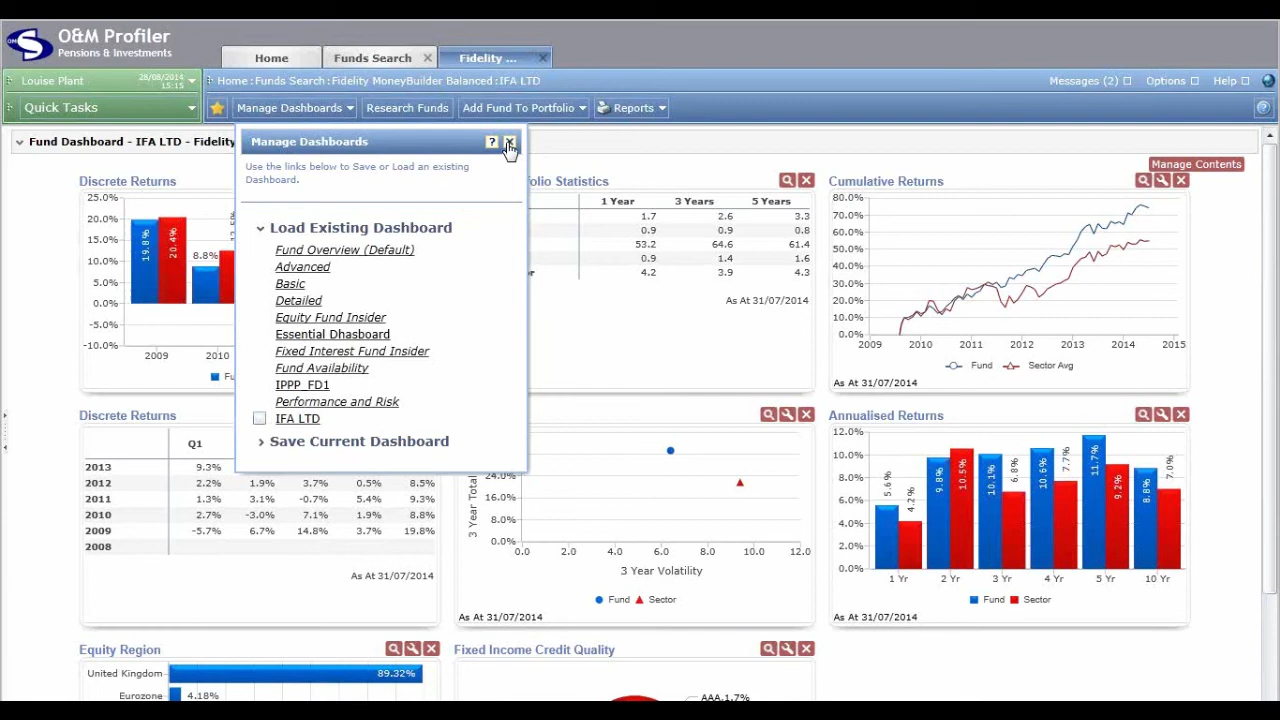 O&M Profiler
Pensions & Investments
Home
Funds Search
Fidelity ...
Louise Plant
28/08/2014
15:15
Home : Funds Search : Fidelity MoneyBuilder Balanced : IFA LTD
Messages (2)
Options
Help
Quick Tasks
Manage Dashboards
Research Funds
Add Fund To Portfolio
Reports
Fund Dashboard - IFA LTD - Fidelity
Manage Contents
Manage Dashboards
Use the links below to Save or Load an existing
Dashboard.
Load Existing Dashboard
Fund Overview (Default)
Advanced
Basic
Detailed
Equity Fund Insider
Essential Dhasboard
Fixed Interest Fund Insider
Fund Availability
IPPP_FD1
Performance and Risk
IFA LTD
Save Current Dashboard
Discrete Returns
25.0%
20.0%
15.0%
10.0%
5.0%
0.0%
-5.0%
-10.0%
19.8%
20.4%
8.8%
2009
2010
folio Statistics
1 Year 3 Years 5 Years
1.7 2.6 3.3
0.9 0.9 0.8
53.2 64.6 61.4
0.9 1.4 1.6
4.2 3.9 4.3
As At 31/07/2014
Cumulative Returns
80.0%
70.0%
60.0%
50.0%
40.0%
30.0%
20.0%
10.0%
0.0%
2009 2010 2011 2012 2013 2014 2015
Fund Sector Avg
As At 31/07/2014
Discrete Returns
Q1
2013 9.3%
2012 2.2% 1.9% 3.7% 0.5% 8.5%
2011 1.3% 3.1% -0.7% 5.4% 9.3%
2010 2.7% -3.0% 7.1% 1.9% 8.8%
2009 -5.7% 6.7% 14.8% 3.7% 19.8%
2008
As At 31/07/2014
3 Year Total
24.0%
16.0%
8.0%
0.0%
0.0 2.0 4.0 6.0 8.0 10.0 12.0
3 Year Volatility
Fund Sector
As At 31/07/2014
Annualised Returns
12.0%
10.0%
8.0%
6.0%
4.0%
2.0%
0.0%
5.6% 4.2% 9.8% 10.5% 10.1% 6.8% 10.6% 7.7% 11.7% 9.2% 8.8% 7.0%
1 Yr 2 Yr 3 Yr 4 Yr 5 Yr 10 Yr
Fund Sector
As At 31/07/2014
Equity Region
United Kingdom 89.32%
Eurozone 4.18%
Fixed Income Credit Quality
AAA 1.7%